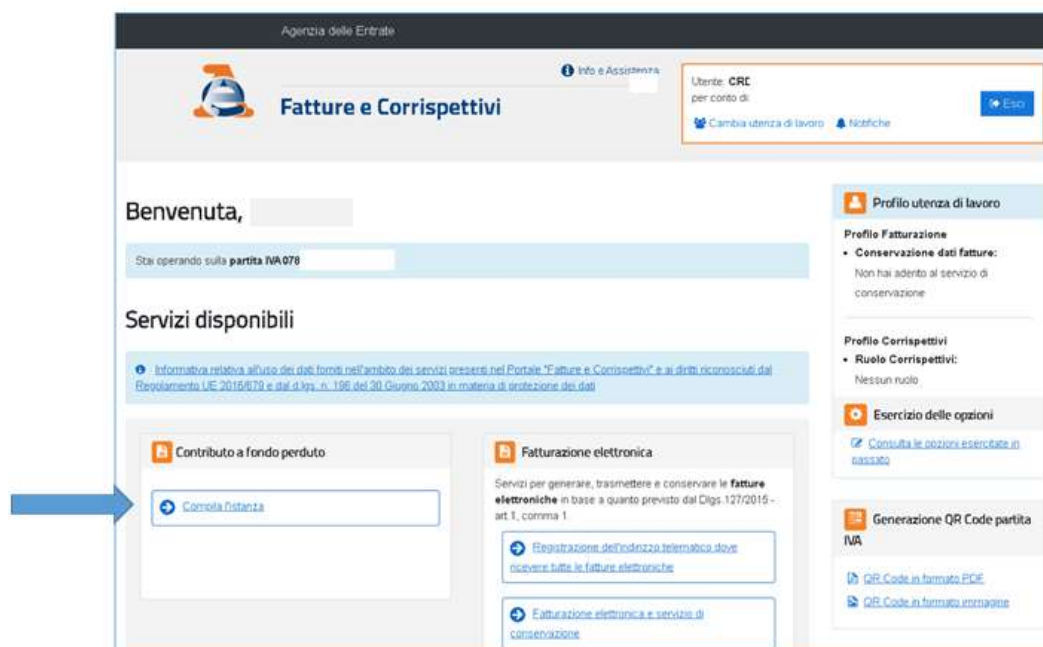 Agenzia delle Entrate
Info e Assistenza
Fatture e Corrispettivi
Utente: CRD
per conto di:
Cambia utenza di lavoro Notifiche
Esci
Benvenuta,
Stai operando sulla partita IVA 078
Servizi disponibili
Informativa relativa all'uso dei dati forniti nell'ambito dei servizi presenti nel Portale "Fatture e Corrispettivi" e ai diritti riconosciuti dal
Regolamento UE 2016/679 e dal d.lgs. n. 196 del 30 Giugno 2003 in materia di protezione dei dati
Contributo a fondo perduto
Compila l'istanza
Fatturazione elettronica
Servizi per generare, trasmettere e conservare le fatture
elettroniche in base a quanto previsto dal Dlgs.127/2015 -
art.1, comma 1.
Registrazione dell'indirizzo telematico dove
ricevere tutte le fatture elettroniche
Fatturazione elettronica e servizio di
conservazione
Profilo utenza di lavoro
Profilo Fatturazione
• Conservazione dati fatture:
Non hai aderito al servizio di
conservazione
Profilo Corrispettivi
• Ruolo Corrispettivi:
Nessun ruolo
Esercizio delle opzioni
Consulta le opzioni esercitate in
passato
Generazione QR Code partita
IVA
QR Code in formato PDF
QR Code in formato immagine